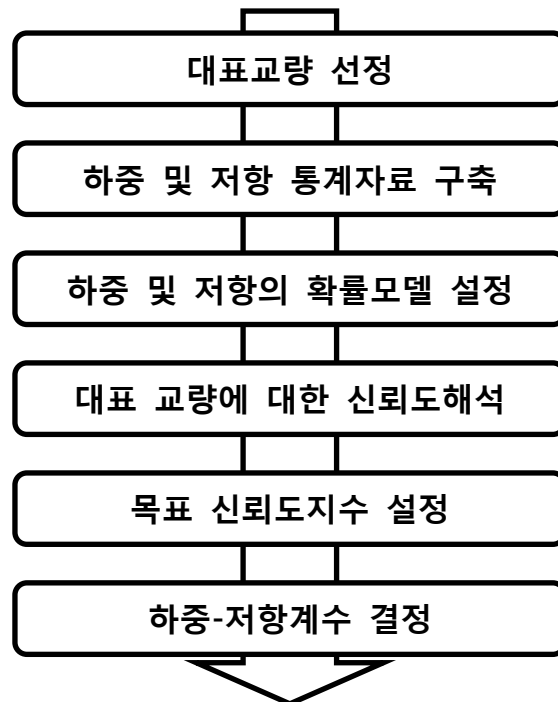 대표교량 선정
하중 및 저항 통계자료 구축
하중 및 저항의 확률모델 설정
대표 교량에 대한 신뢰도해석
목표 신뢰도지수 설정
하중-저항계수 결정